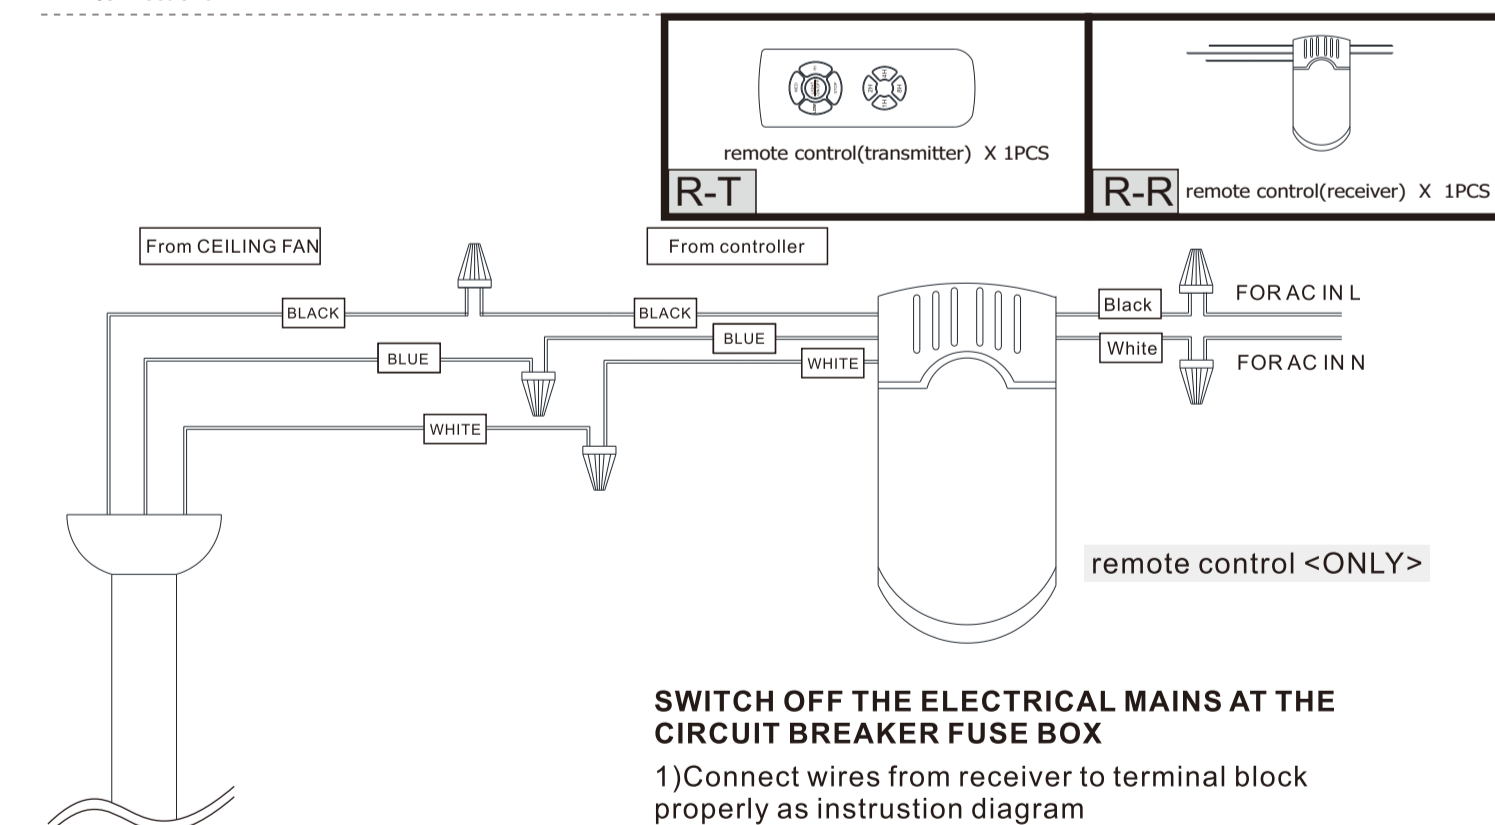 remote control(transmitter) X 1PCS
R-T
R-R
remote control(receiver) X 1PCS
From CEILING FAN
From controller
BLACK
BLACK
Black
FOR AC IN L
BLUE
BLUE
White
FOR AC IN N
WHITE
WHITE
remote control <ONLY>
SWITCH OFF THE ELECTRICAL MAINS AT THE
CIRCUIT BREAKER FUSE BOX
1)Connect wires from receiver to terminal block
properly as instrustion diagram